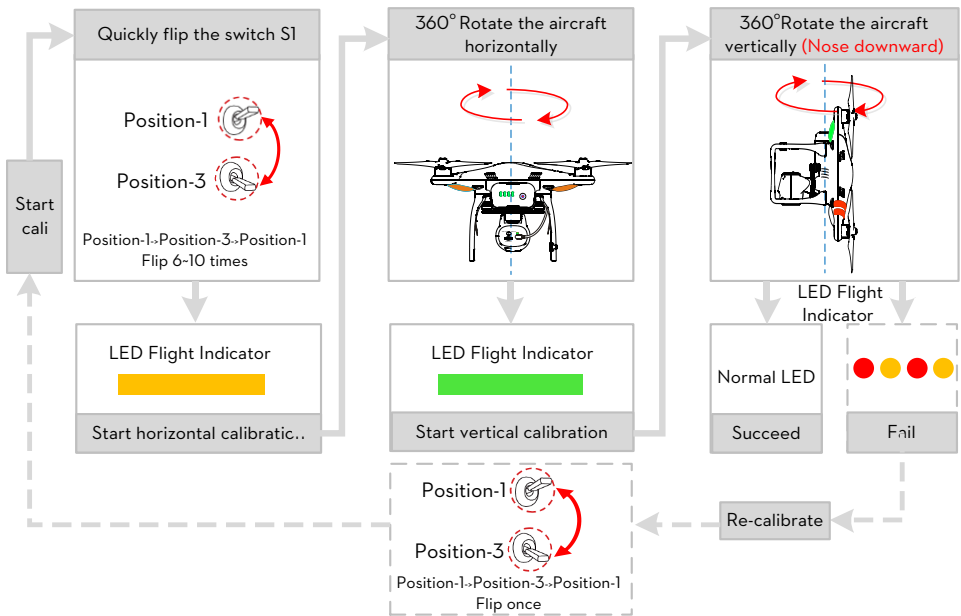 Quickly flip the switch S1
Position-1
Position-3
Position-1->Position-3->Position-1
Flip 6~10 times
Start
cali
360° Rotate the aircraft
horizontally
360° Rotate the aircraft
vertically (Nose downward)
LED Flight Indicator
Start horizontal calibratic..
LED Flight Indicator
Start vertical calibration
LED Flight
Indicator
Normal LED
Succeed
Fail
Position-1
Position-3
Position-1->Position-3->Position-1
Flip once
Re-calibrate